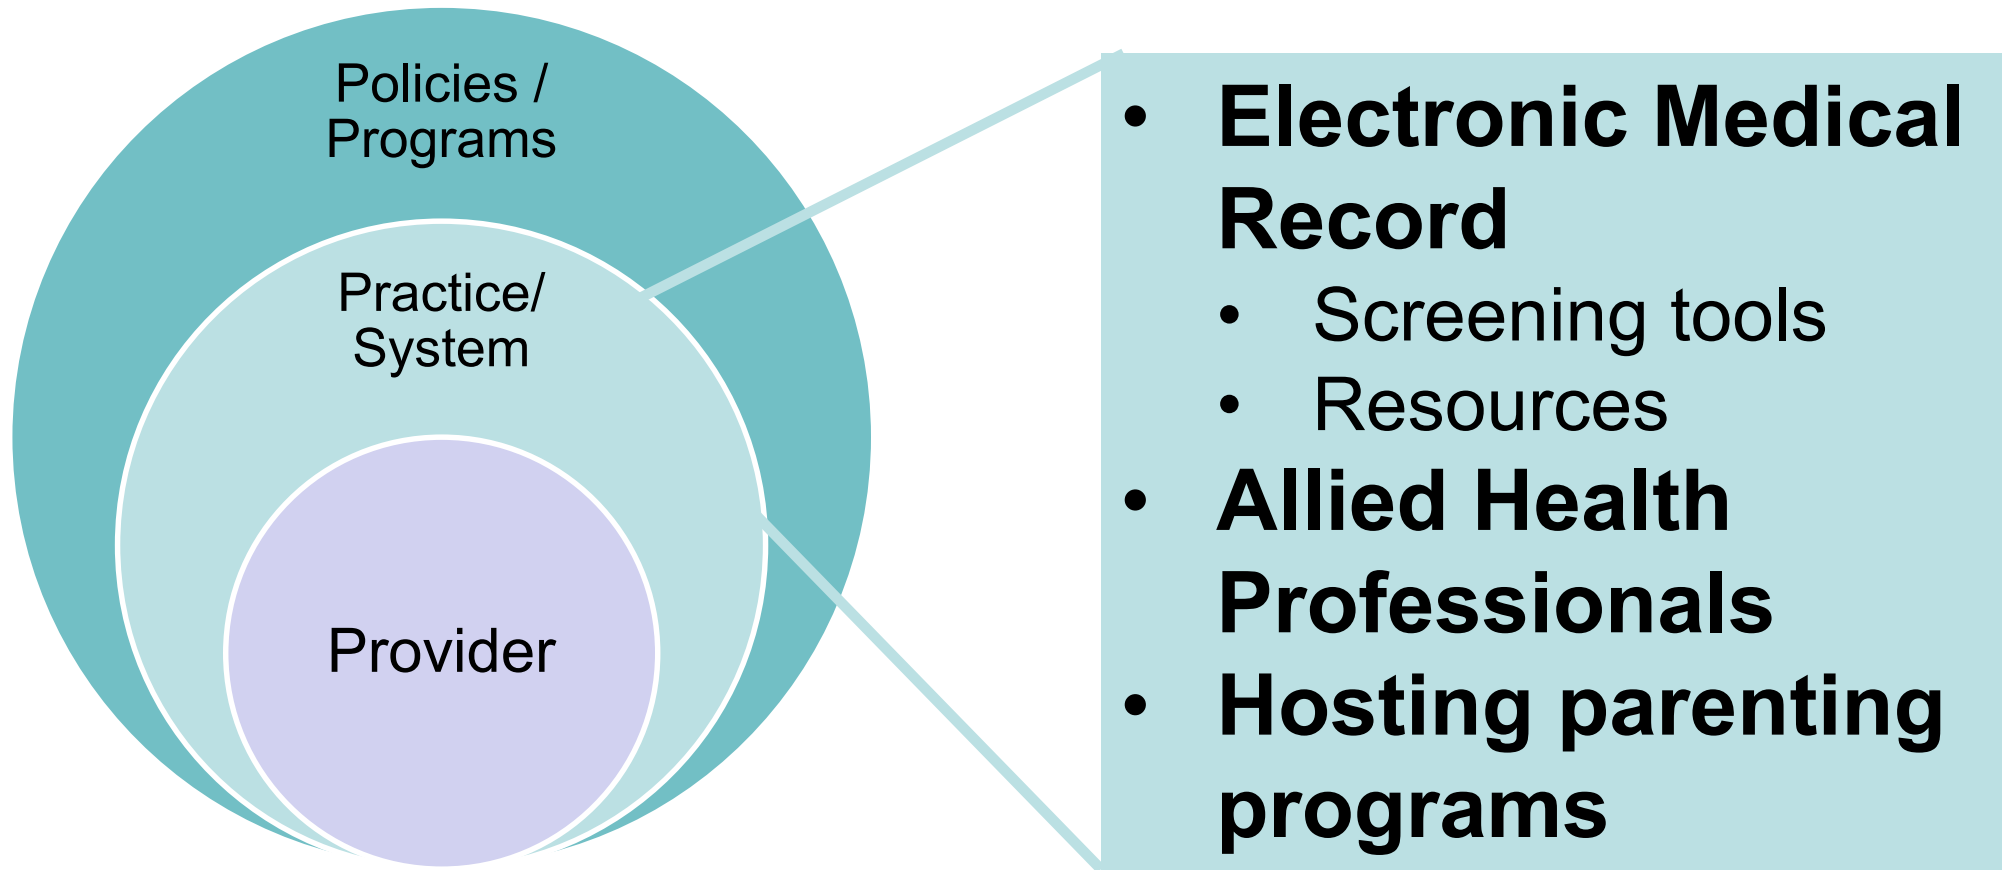 Policies /
Programs
Practice/
System
Provider
• Electronic Medical
Record
• Screening tools
• Resources
• Allied Health
Professionals
• Hosting parenting
programs